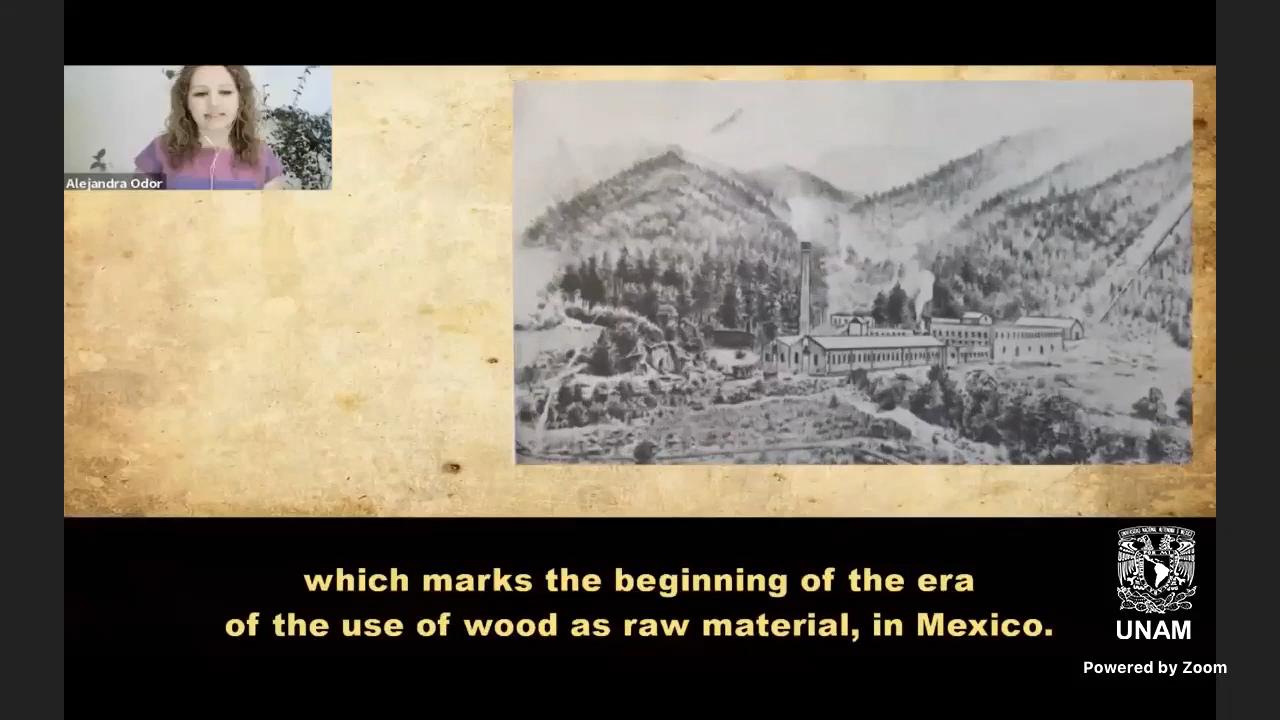 Alejandra Odor
which marks the beginning of the era
of the use of wood as raw material, in Mexico.
UNAM
Powered by Zoom